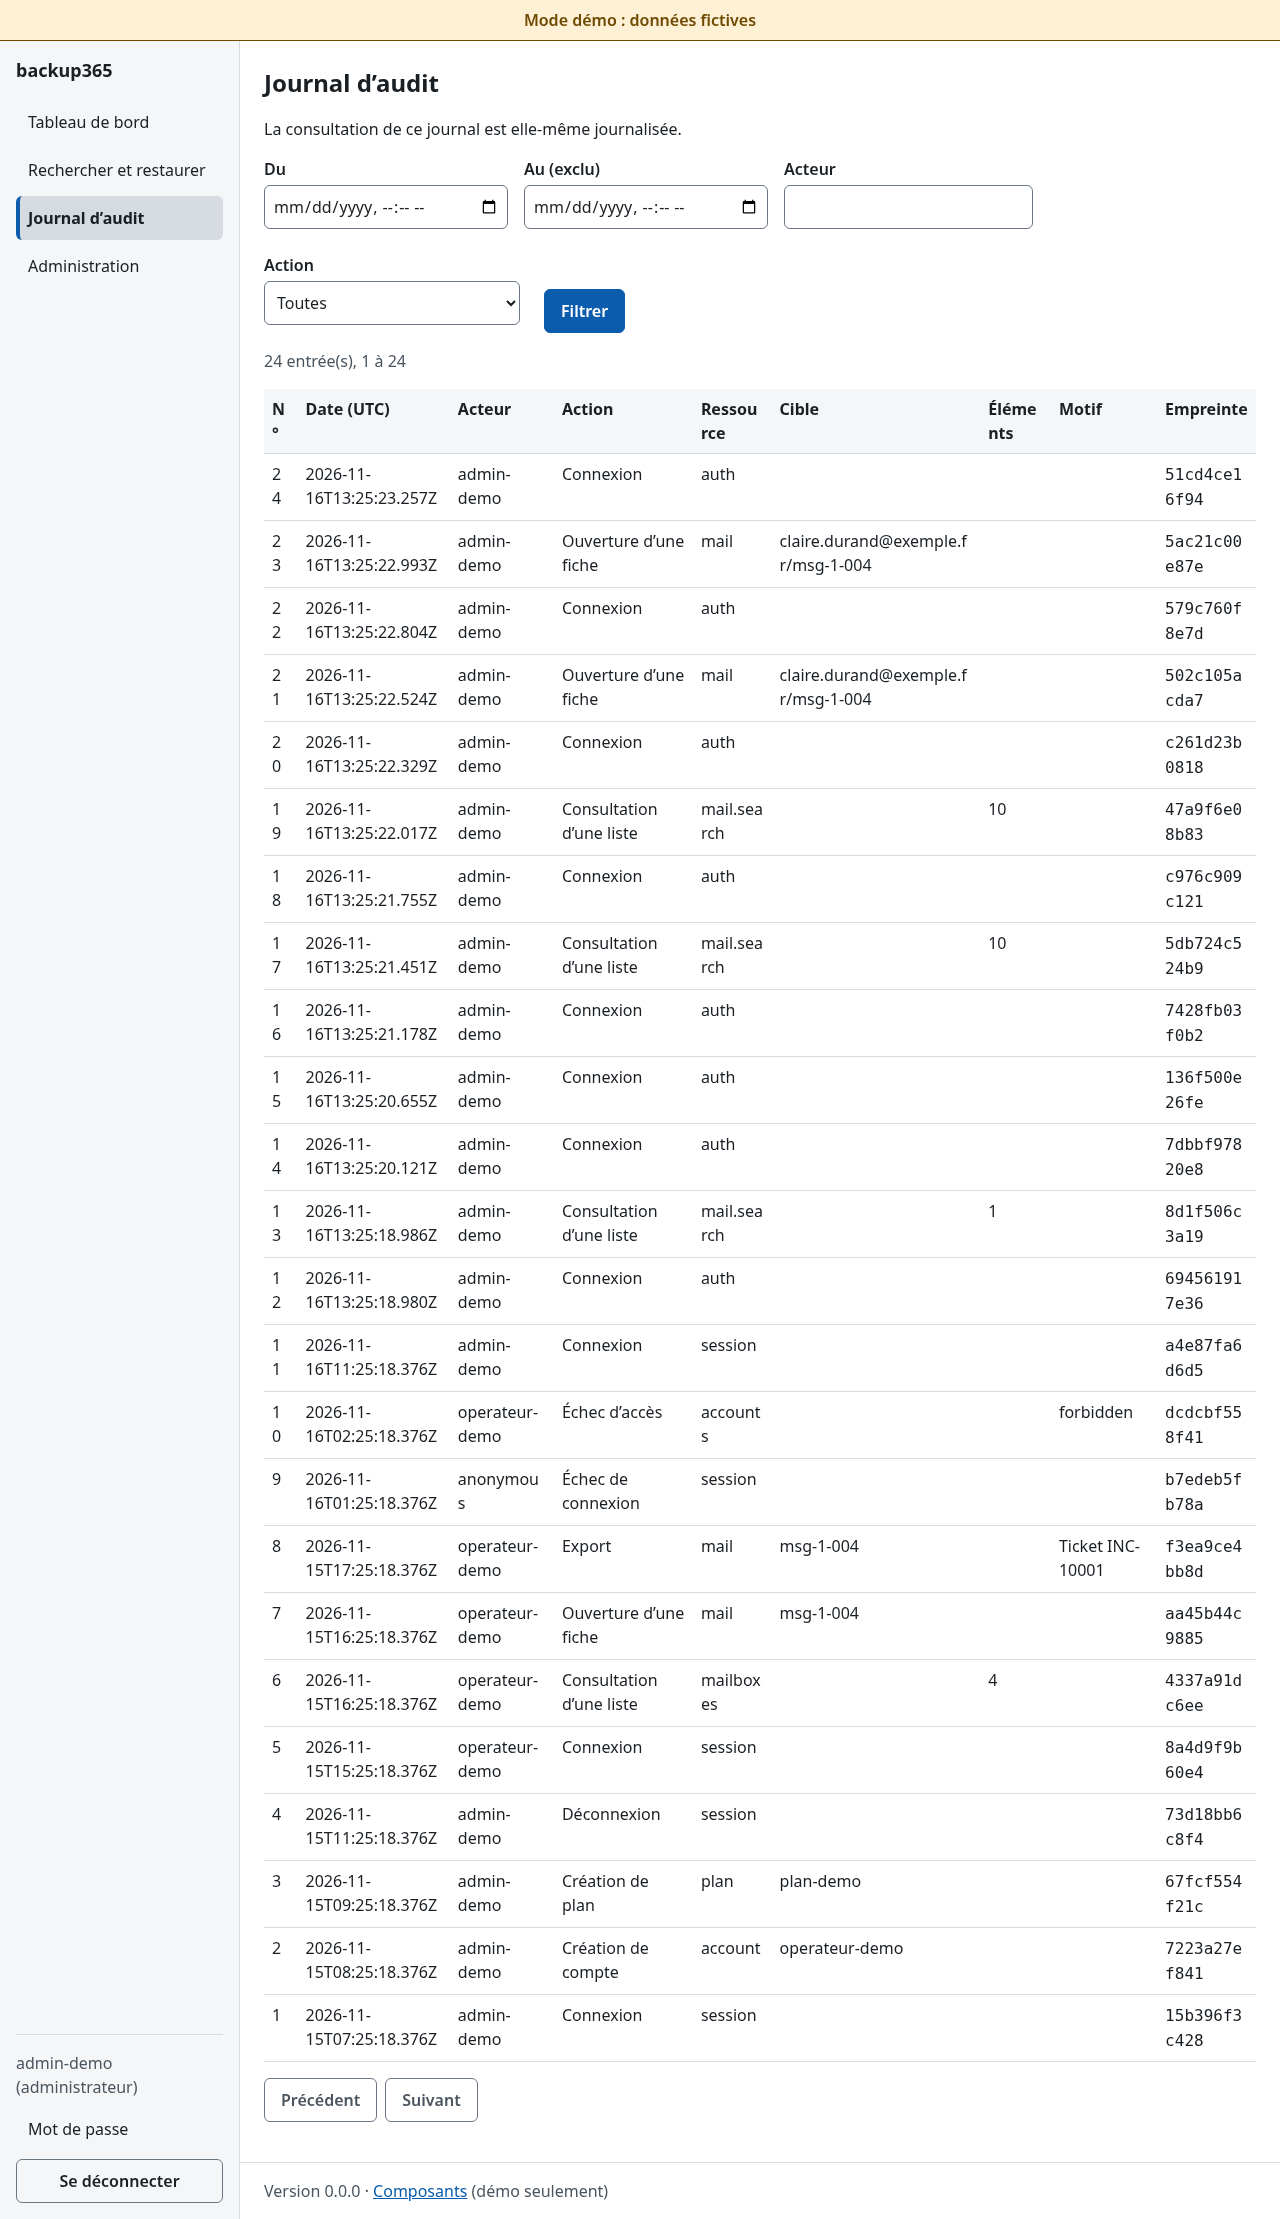 Mode démo : données fictives
backup365
Tableau de bord
Rechercher et restaurer
Journal d’audit
Administration
Journal d’audit
La consultation de ce journal est elle-même journalisée.
Du
Au (exclu)
Acteur
mm/dd/yyyy, --:-- --
mm/dd/yyyy, --:-- --
Action
Toutes
Filtrer
24 entrée(s), 1 à 24
N° Date (UTC) Acteur Action Ressource Cible Éléments Motif Empreinte
24 2026-11-16T13:25:23.257Z admin-demo Connexion auth 51cd4ce16f94
23 2026-11-16T13:25:22.993Z admin-demo Ouverture d’une fiche mail claire.durand@exemple.fr/msg-1-004 5ac21c00e87e
22 2026-11-16T13:25:22.804Z admin-demo Connexion auth 579c760f8e7d
21 2026-11-16T13:25:22.524Z admin-demo Ouverture d’une fiche mail claire.durand@exemple.fr/msg-1-004 502c105acda7
20 2026-11-16T13:25:22.329Z admin-demo Connexion auth c261d23b0818
19 2026-11-16T13:25:22.017Z admin-demo Consultation d’une liste mail.search 10 47a9f6e08b83
18 2026-11-16T13:25:21.755Z admin-demo Connexion auth c976c909c121
17 2026-11-16T13:25:21.451Z admin-demo Consultation d’une liste mail.search 10 5db724c524b9
16 2026-11-16T13:25:21.178Z admin-demo Connexion auth 7428fb03f0b2
15 2026-11-16T13:25:20.655Z admin-demo Connexion auth 136f500e26fe
14 2026-11-16T13:25:20.121Z admin-demo Connexion auth 7dbbf97820e8
13 2026-11-16T13:25:18.986Z admin-demo Consultation d’une liste mail.search 1 8d1f506c3a19
12 2026-11-16T13:25:18.980Z admin-demo Connexion auth 694561917e36
11 2026-11-16T11:25:18.376Z admin-demo Connexion session a4e87fa6d6d5
10 2026-11-16T02:25:18.376Z operateur-demo Échec d’accès accounts forbidden dcdcbf558f41
9 2026-11-16T01:25:18.376Z anonymous Échec de connexion session b7edeb5fb78a
8 2026-11-15T17:25:18.376Z operateur-demo Export mail msg-1-004 Ticket INC-10001 f3ea9ce4bb8d
7 2026-11-15T16:25:18.376Z operateur-demo Ouverture d’une fiche mail msg-1-004 aa45b44c9885
6 2026-11-15T16:25:18.376Z operateur-demo Consultation d’une liste mailboxes 4 4337a91dc6ee
5 2026-11-15T15:25:18.376Z operateur-demo Connexion session 8a4d9f9b60e4
4 2026-11-15T11:25:18.376Z admin-demo Déconnexion session 73d18bb6c8f4
3 2026-11-15T09:25:18.376Z admin-demo Création de plan plan plan-demo 67fcf554f21c
2 2026-11-15T08:25:18.376Z admin-demo Création de compte account operateur-demo 7223a27ef841
1 2026-11-15T07:25:18.376Z admin-demo Connexion session 15b396f3c428
Précédent
Suivant
admin-demo
(administrateur)
Mot de passe
Se déconnecter
Version 0.0.0 · Composants (démo seulement)